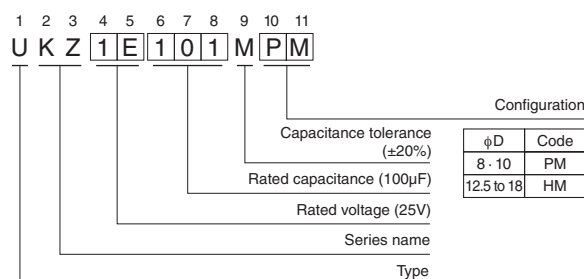 1 2 3 4 5 6 7 8 9 10 11
U K Z 1 E 1 0 1 M P M
Configuration
φD Code
8 · 10 PM
12.5 to 18 HM
Capacitance tolerance
(±20%)
Rated capacitance (100µF)
Rated voltage (25V)
Series name
Type